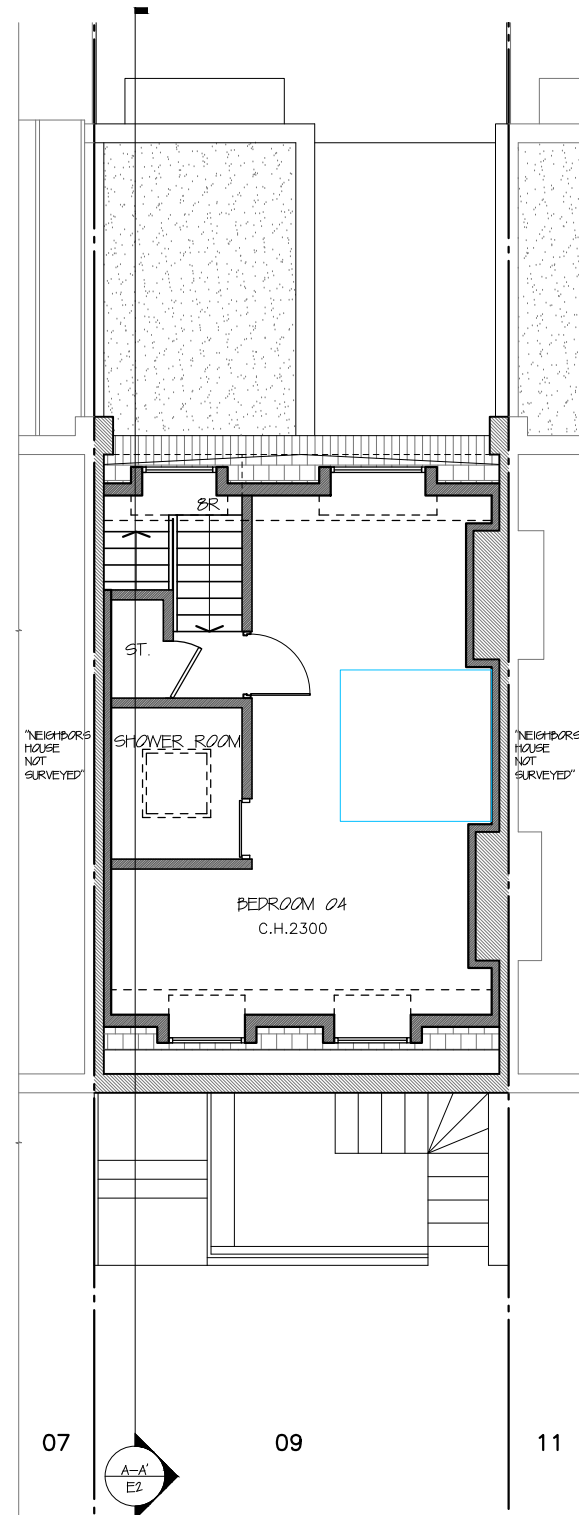 8R
ST.
SHOWER ROOM
"NEIGHBORS
HOUSE
NOT
SURVEYED"
"NEIGHBORS
HOUSE
NOT
SURVEYED"
BEDROOM 04
C.H.2300
07
09
11
A-A'
E2